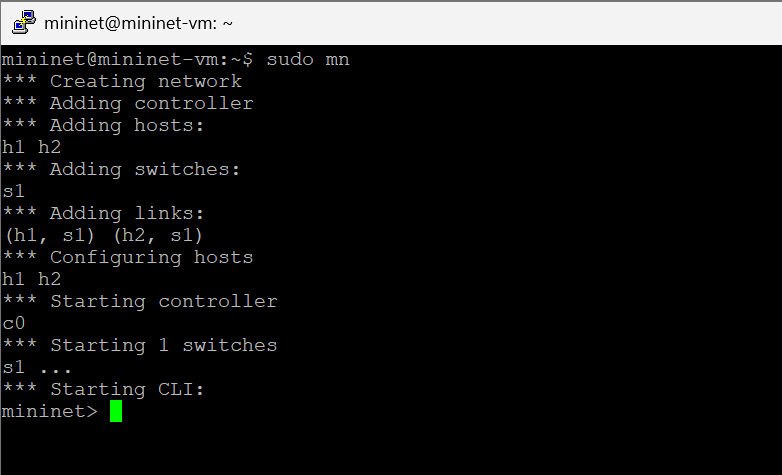 mininet@mininet-vm: ~
mininet@mininet-vm:~$ sudo mn
*** Creating network
*** Adding controller
*** Adding hosts:
h1 h2
*** Adding switches:
s1
*** Adding links:
(h1, s1) (h2, s1)
*** Configuring hosts
h1 h2
*** Starting controller
c0
*** Starting 1 switches
s1 ...
*** Starting CLI:
mininet>